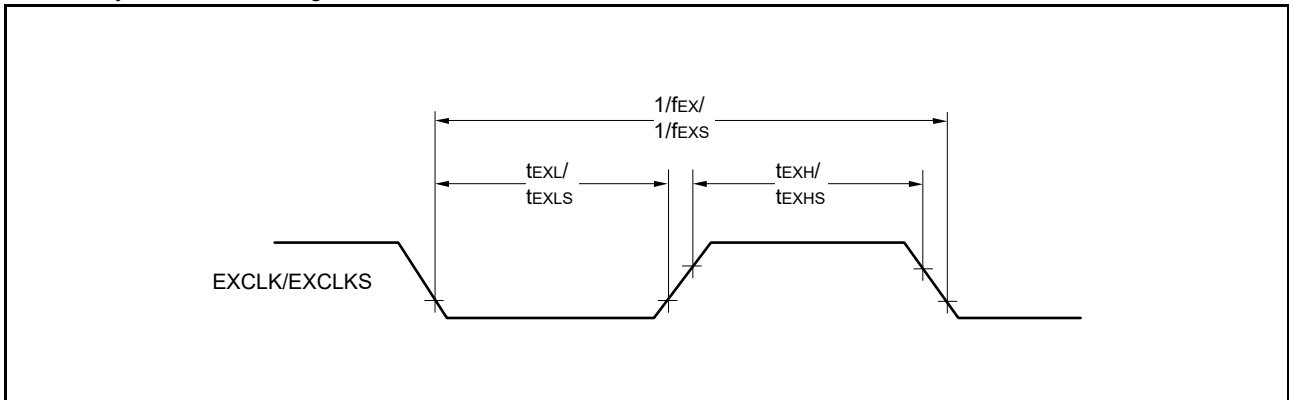 1/fEX/
1/fEXS
tEXL/
tEXLS
tEXH/
tEXHS
EXCLK/EXCLKS